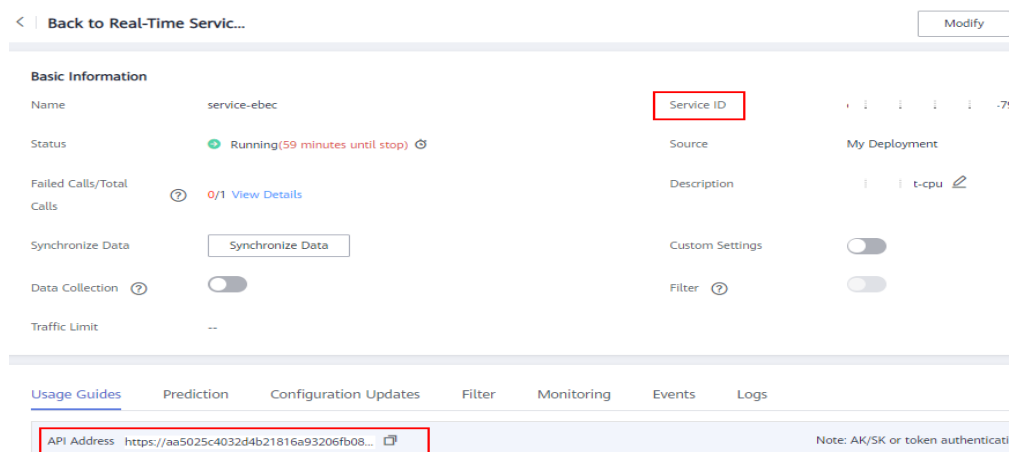 Back to Real-Time Servic...
Modify
Basic Information
Name service-ebec Service ID
Status Running(59 minutes until stop) Source My Deployment
Failed Calls/Total Calls 0/1 View Details Description t-cpu
Synchronize Data Synchronize Data Custom Settings
Data Collection Filter
Traffic Limit --
Usage Guides Prediction Configuration Updates Filter Monitoring Events Logs
API Address https://aa5025c4032d4b21816a93206fb08... Note: AK/SK or token